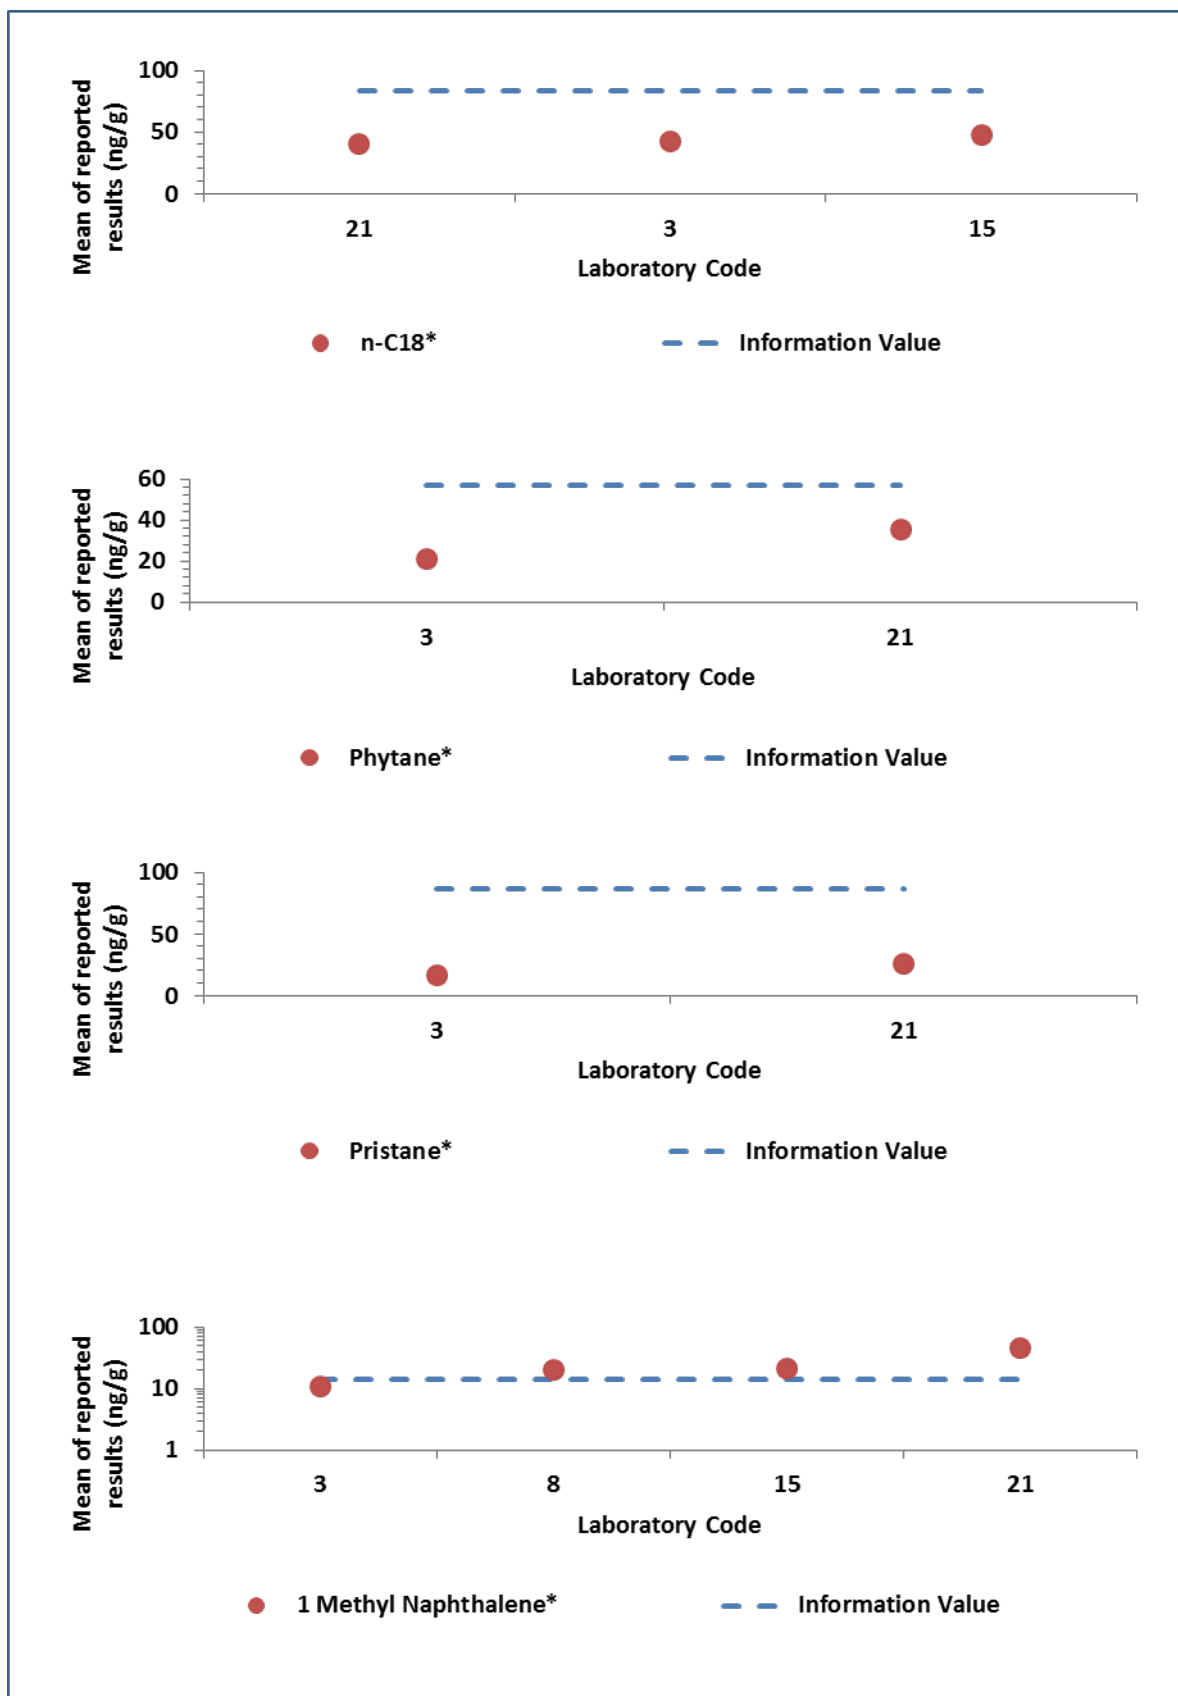 Mean of reported
results (ng/g)
100
50
0
21 3 15
Laboratory Code
n-C18* Information Value
Mean of reported
results (ng/g)
60
40
20
0
3 21
Laboratory Code
Phytane* Information Value
Mean of reported
results (ng/g)
100
50
0
3 21
Laboratory Code
Pristane* Information Value
Mean of reported
results (ng/g)
100
10
1
3 8 15 21
Laboratory Code
1 Methyl Naphthalene* Information Value